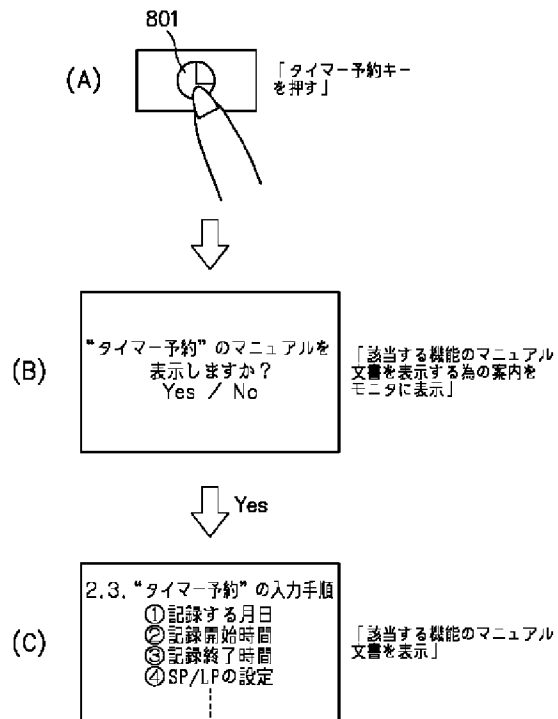 801
(A)
「タイマー予約キー
を押す」
(B)
“タイマー予約”のマニュアルを
表示しますか?
Yes / No
「該当する機能のマニュアル
文書を表示する為の案内を
モニタに表示」
Yes
(C)
2.3.“タイマー予約”の入力手順
①記録する月日
②記録開始時間
③記録終了時間
④SP/LPの設定
「該当する機能のマニュアル
文書を表示」